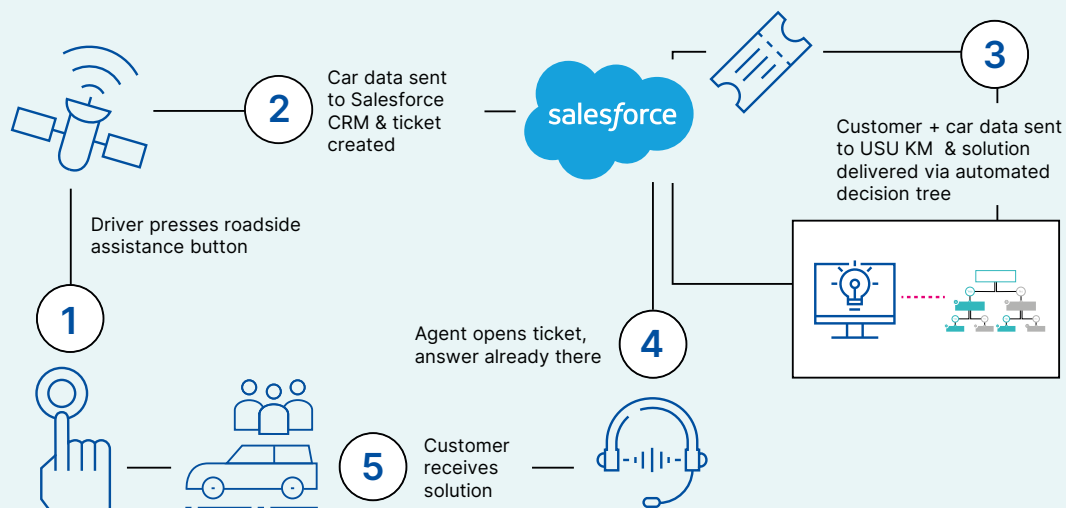 1
Driver presses roadside
assistance button
2
Car data sent
to Salesforce
CRM & ticket
created
salesforce
3
Customer + car data sent
to USU KM & solution
delivered via automated
decision tree
4
Agent opens ticket,
answer already there
5
Customer
receives
solution